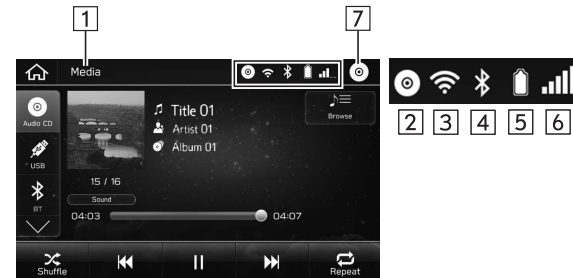 1
7
Media
Audio CD
Title 01
Artist 01
Album 01
Browse
USB
15 / 16
Sound
BT
04:03
04:07
Shuffle
Repeat
2 3 4 5 6